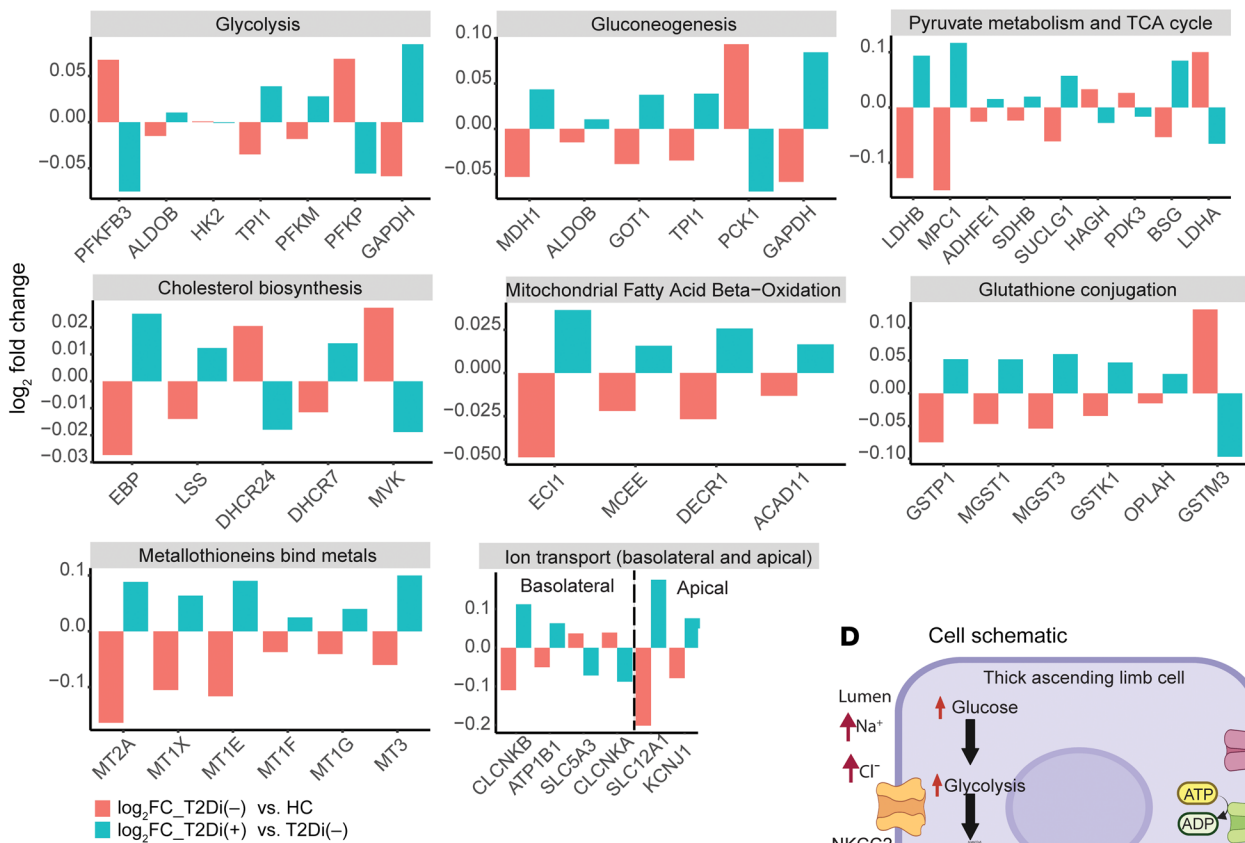 Glycolysis
0.05
0.00
−0.05
PFKFB3
ALDOB
HK2
TPI1
PFKM
PFKP
GAPDH
Gluconeogenesis
0.10
0.05
0.00
−0.05
MDH1
ALDOB
GOT1
TPI1
PCK1
GAPDH
Pyruvate metabolism and TCA cycle
0.1
0.0
−0.1
LDHB
MPC1
ADHFE1
SDHB
SUCLG1
HAGH
PDK3
BSG
LDHA
log₂ fold change
Cholesterol biosynthesis
0.02
0.01
0.00
−0.01
−0.02
−0.03
EBP
LSS
DHCR24
DHCR7
MVK
Mitochondrial Fatty Acid Beta−Oxidation
0.025
0.000
−0.025
−0.050
ECI1
MCEE
DECR1
ACAD11
Glutathione conjugation
0.10
0.05
0.00
−0.05
−0.10
GSTP1
MGST1
MGST3
GSTK1
OPLAH
GSTM3
Metallothioneins bind metals
0.1
0.0
−0.1
MT2A
MT1X
MT1E
MT1F
MT1G
MT3
Ion transport (basolateral and apical)
Basolateral
Apical
0.1
0.0
−0.1
−0.2
CLCNKB
ATP1B1
SLC5A3
CLCNKA
SLC12A1
KCNJ1
log₂FC_T2Di(−) vs. HC
log₂FC_T2Di(+) vs. T2Di(−)
D Cell schematic
Thick ascending limb cell
Lumen
Na⁺
Cl⁻
Glucose
Glycolysis
ATP
ADP
NKCC2